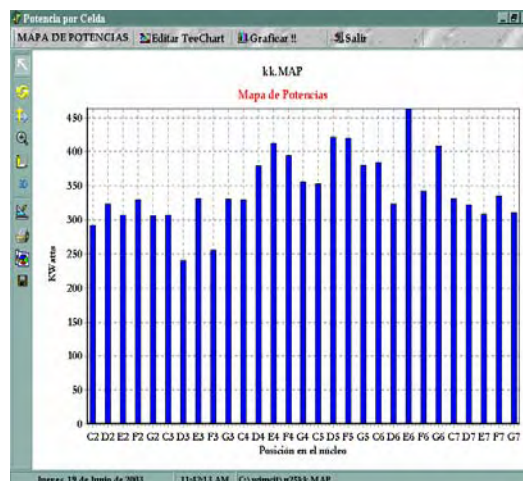 Potencia por Celda
MAPA DE POTENCIAS Editar TeeChart Graficar !! Salir
kk.MAP
Mapa de Potencias
450
400
350
300
250
200
150
100
50
0
KWatts
C2 D2 E2 F2 G2 C3 D3 E3 F3 G3 C4 D4 E4 F4 G4 C5 D5 F5 G5 C6 D6 E6 F6 G6 C7 D7 E7 F7 G7
Posición en el núcleo
3D
Jueves 19 de Junio de 2003 11:42:13 AM